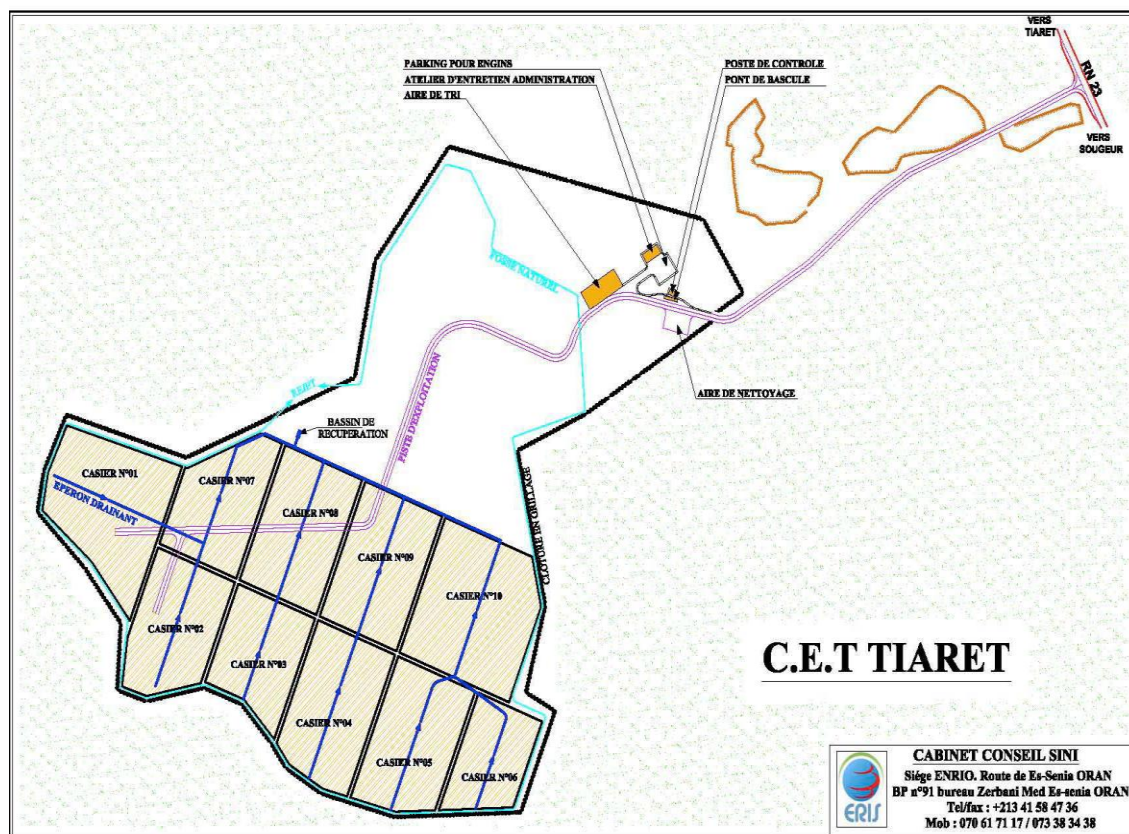 VERS
TIARET
RN 23
VERS
SOUGEUR
PARKING POUR ENGINS
ATELIER D'ENTRETIEN ADMINISTRATION
AIRE DE TRI
POSTE DE CONTROLE
PONT DE BASCULE
FOSSE NATUREL
AIRE DE NETTOYAGE
REJET
BASSIN DE
RECUPERATION
PISTE D'EXPLOITATION
CLOTURE EN GRILLAGE
CASIER N°01
EPERON DRAINANT
CASIER N°07
CASIER N°08
CASIER N°09
CASIER N°10
CASIER N°02
CASIER N°03
CASIER N°04
CASIER N°05
CASIER N°06
C.E.T TIARET
ERIS
CABINET CONSEIL SINI
Siége ENRIO. Route de Es-Senia ORAN
BP n°91 bureau Zerbani Med Es-senia ORAN
Tel/fax : +213 41 58 47 36
Mob : 070 61 71 17 / 073 38 34 38